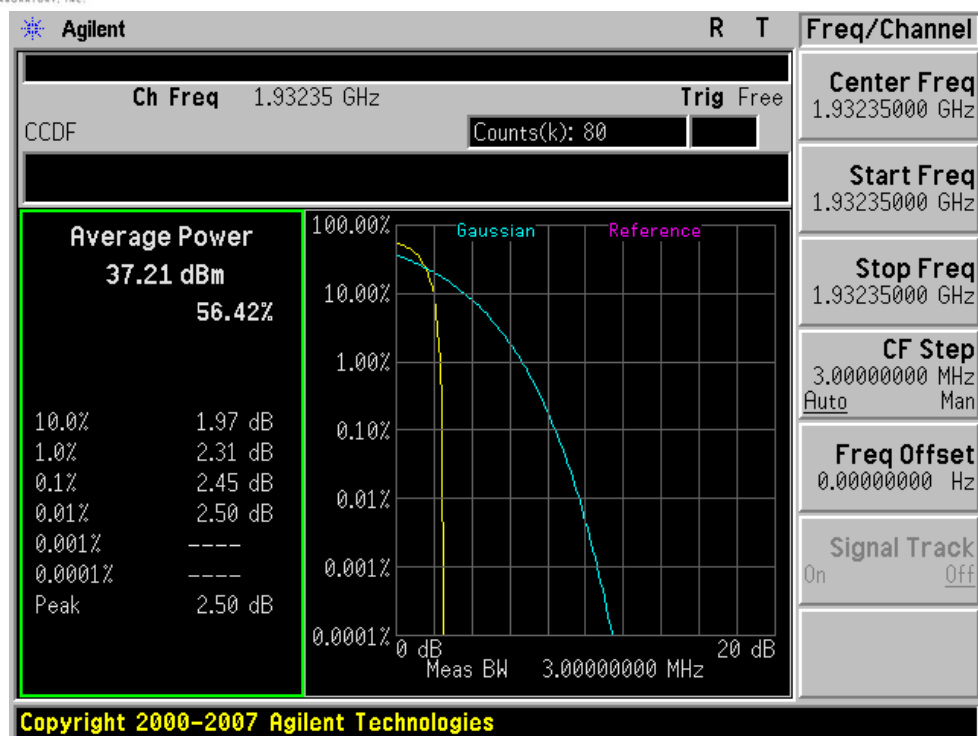 LABORATORY, INC.
Agilent R T Freq/Channel
Ch Freq 1.93235 GHz Trig Free
CCDF Counts(k): 80
Average Power
37.21 dBm
56.42%
10.0% 1.97 dB
1.0% 2.31 dB
0.1% 2.45 dB
0.01% 2.50 dB
0.001% ----
0.0001% ----
Peak 2.50 dB
100.00%
Gaussian Reference
10.00%
1.00%
0.10%
0.01%
0.001%
0.0001%
0 dB 20 dB
Meas BW 3.00000000 MHz
Center Freq
1.93235000 GHz
Start Freq
1.93235000 GHz
Stop Freq
1.93235000 GHz
CF Step
3.00000000 MHz
Auto Man
Freq Offset
0.00000000 Hz
Signal Track
On Off
Copyright 2000-2007 Agilent Technologies